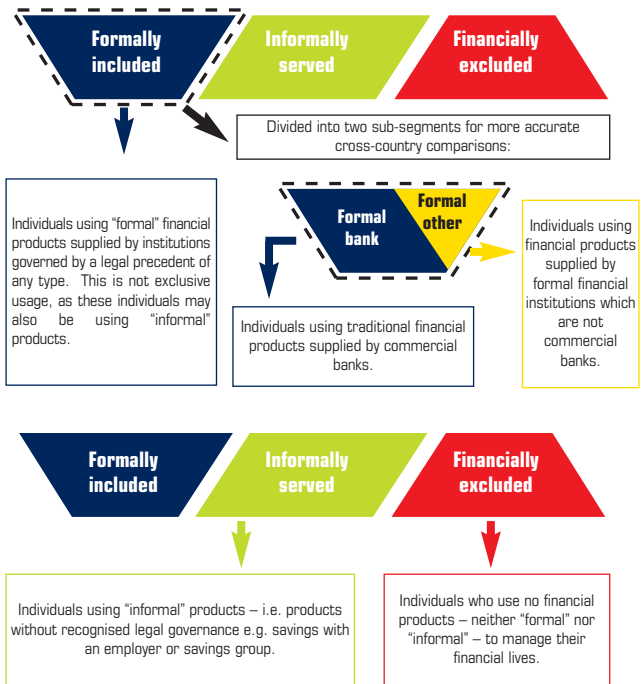 Formally
included
Informally
served
Financially
excluded
Divided into two sub-segments for more accurate
cross-country comparisons:
Individuals using “formal” financial
products supplied by institutions
governed by a legal precedent of
any type. This is not exclusive
usage, as these individuals may
also be using “informal”
products.
Formal
bank
Formal
other
Individuals using
financial products
supplied by
formal financial
institutions which
are not
commercial
banks.
Individuals using traditional financial
products supplied by commercial
banks.
Formally
included
Informally
served
Financially
excluded
Individuals using “informal” products – i.e. products
without recognised legal governance e.g. savings with
an employer or savings group.
Individuals who use no financial
products – neither “formal” nor
“informal” – to manage their
financial lives.